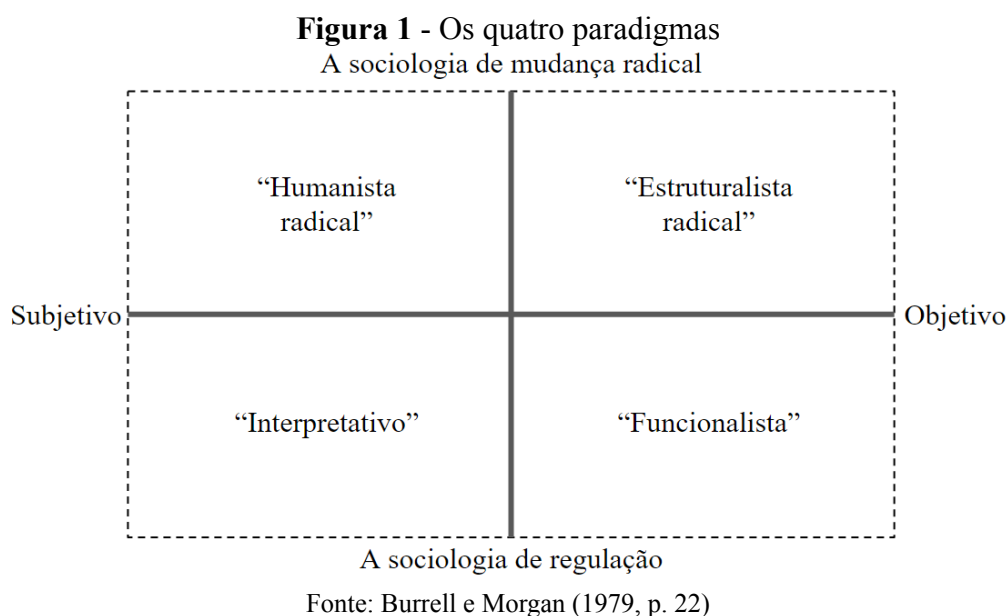 Figura 1 - Os quatro paradigmas
A sociologia de mudança radical
“Humanista
radical”
“Estruturalista
radical”
Subjetivo
Objetivo
“Interpretativo”
“Funcionalista”
A sociologia de regulação
Fonte: Burrell e Morgan (1979, p. 22)